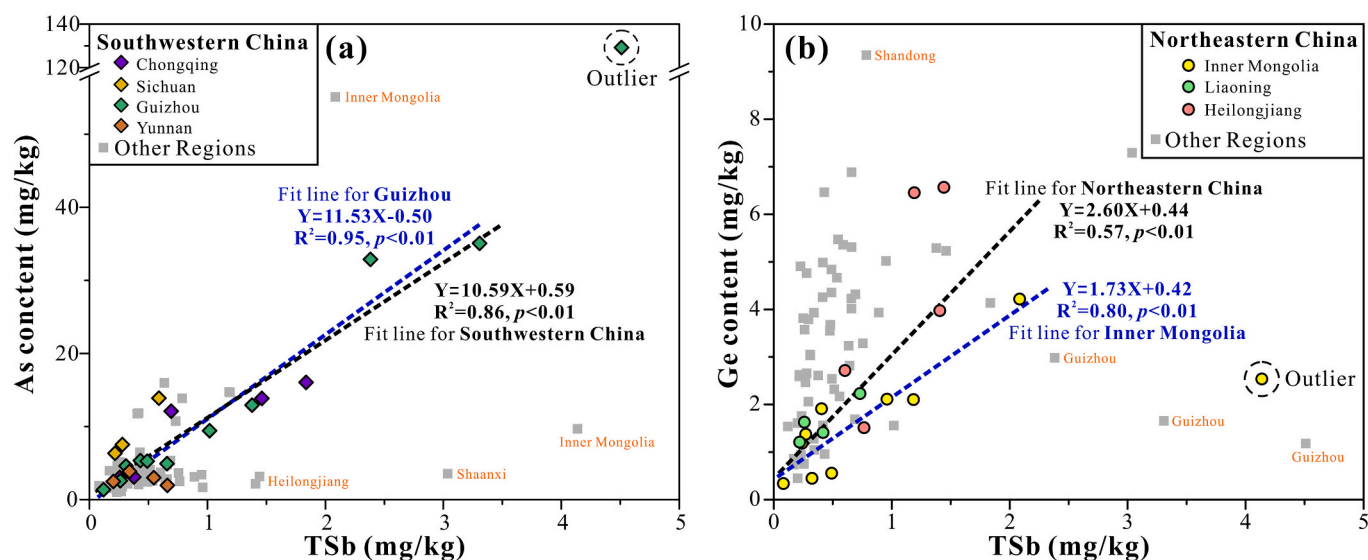 (a)
Southwestern China
Chongqing
Sichuan
Guizhou
Yunnan
Other Regions
Outlier
Inner Mongolia
Fit line for Guizhou
Y=11.53X-0.50
R²=0.95, p<0.01
Y=10.59X+0.59
R²=0.86, p<0.01
Fit line for Southwestern China
Inner Mongolia
Shaanxi
Heilongjiang
As conctent (mg/kg)
140
120
40
20
0
0
1
2
3
4
5
TSb (mg/kg)
(b)
Northeastern China
Inner Mongolia
Liaoning
Heilongjiang
Other Regions
Shandong
Fit line for Northeastern China
Y=2.60X+0.44
R²=0.57, p<0.01
Y=1.73X+0.42
R²=0.80, p<0.01
Fit line for Inner Mongolia
Guizhou
Outlier
Guizhou
Guizhou
Ge content (mg/kg)
10
8
6
4
2
0
0
1
2
3
4
5
TSb (mg/kg)